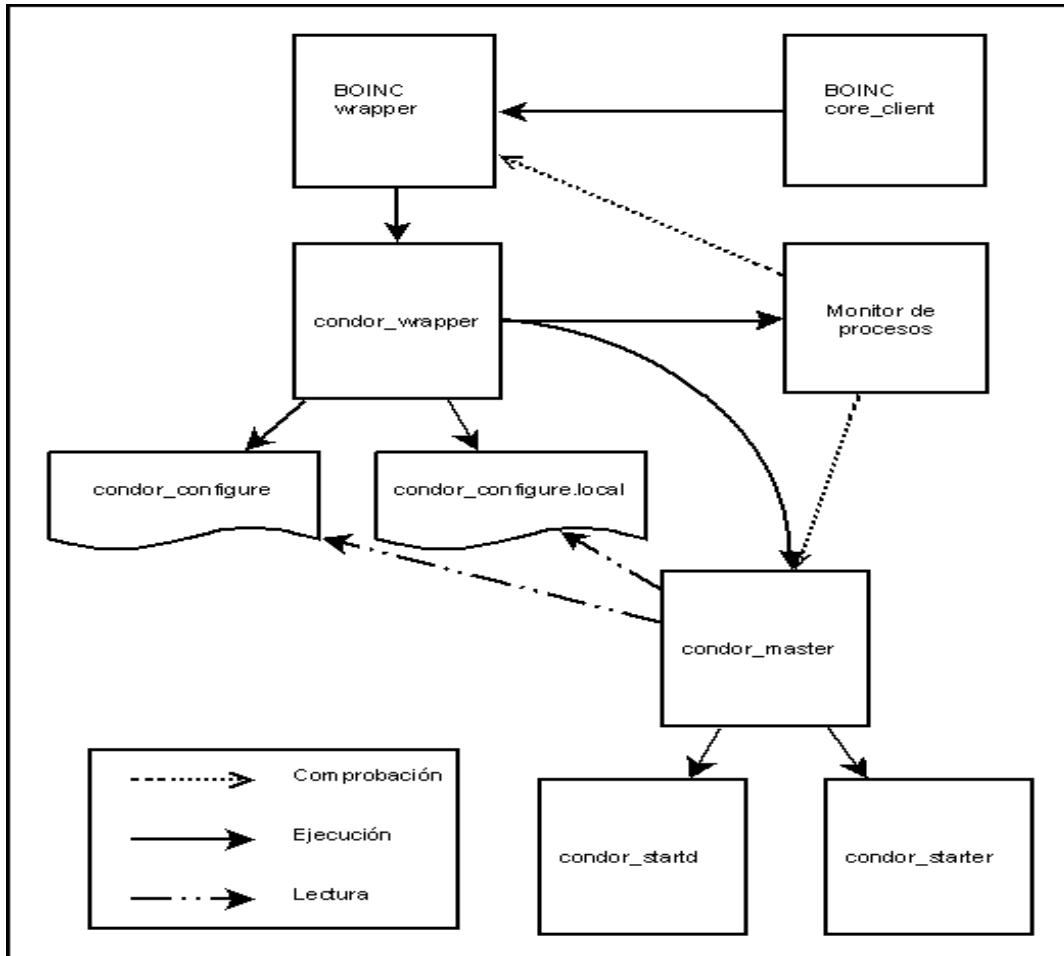 BOINC
wrapper
BOINC
core_client
condor_wrapper
Monitor de
procesos
condor_configure
condor_configure.local
condor_master
Comprobación
Ejecución
Lectura
condor_startd
condor_starter